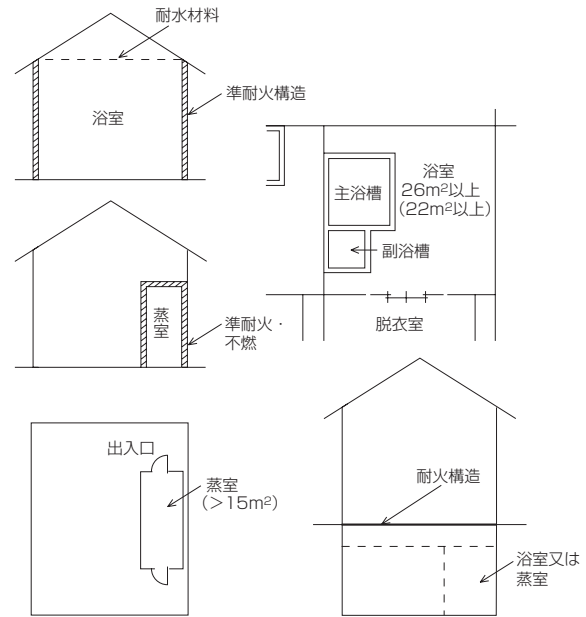 耐水材料
準耐火構造
浴室
浴室
26m²以上
（22m²以上）
主浴槽
副浴槽
脱衣室
蒸室
準耐火・
不燃
出入口
蒸室
（＞15m²）
耐火構造
浴室又は
蒸室